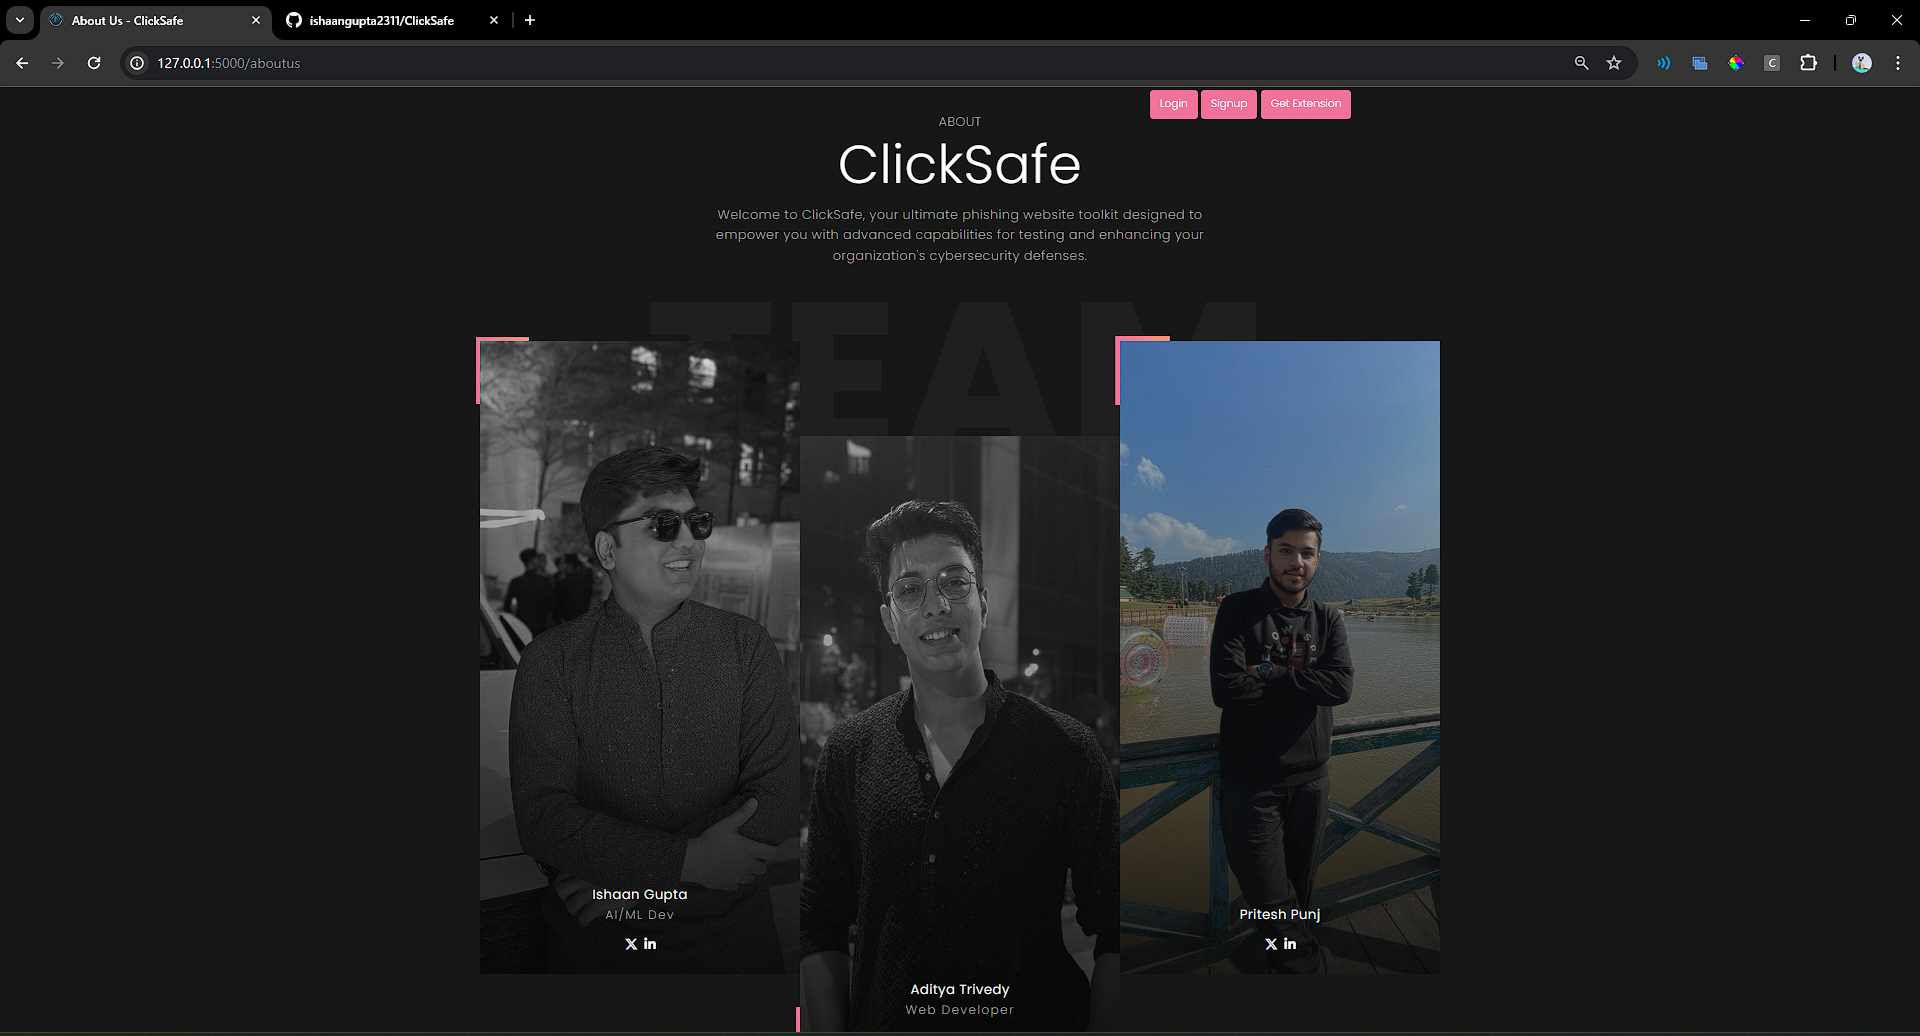 About Us - ClickSafe
ishaangupta2311/ClickSafe
127.0.0.1:5000/aboutus
C
Login
Signup
Get Extension
ABOUT
ClickSafe
Welcome to ClickSafe, your ultimate phishing website toolkit designed to
empower you with advanced capabilities for testing and enhancing your
organization's cybersecurity defenses.
TEAM
Ishaan Gupta
AI/ML Dev
X in
Pritesh Punj
X in
Aditya Trivedy
Web Developer